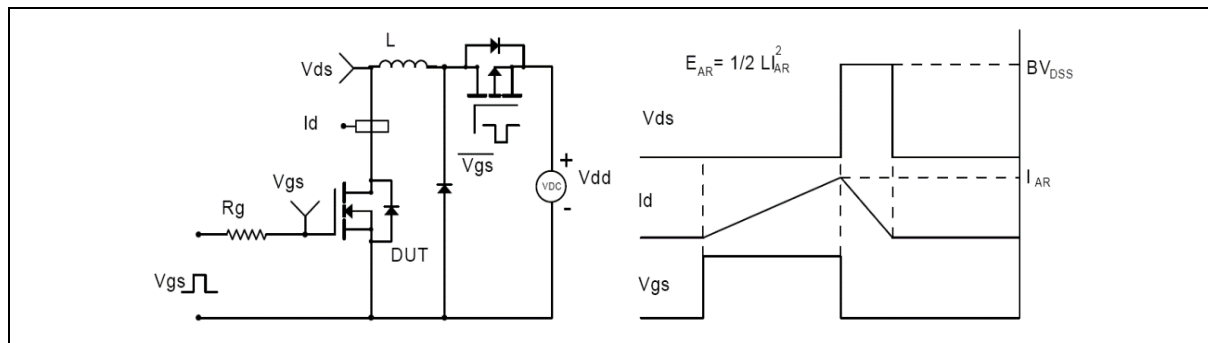 L
Vds
Id
Vgs
Rg
DUT
Vgs
Vgs
VDC
+
Vdd
-
E_AR = 1/2 LI_AR^2
BV_DSS
Vds
I_AR
Id
Vgs